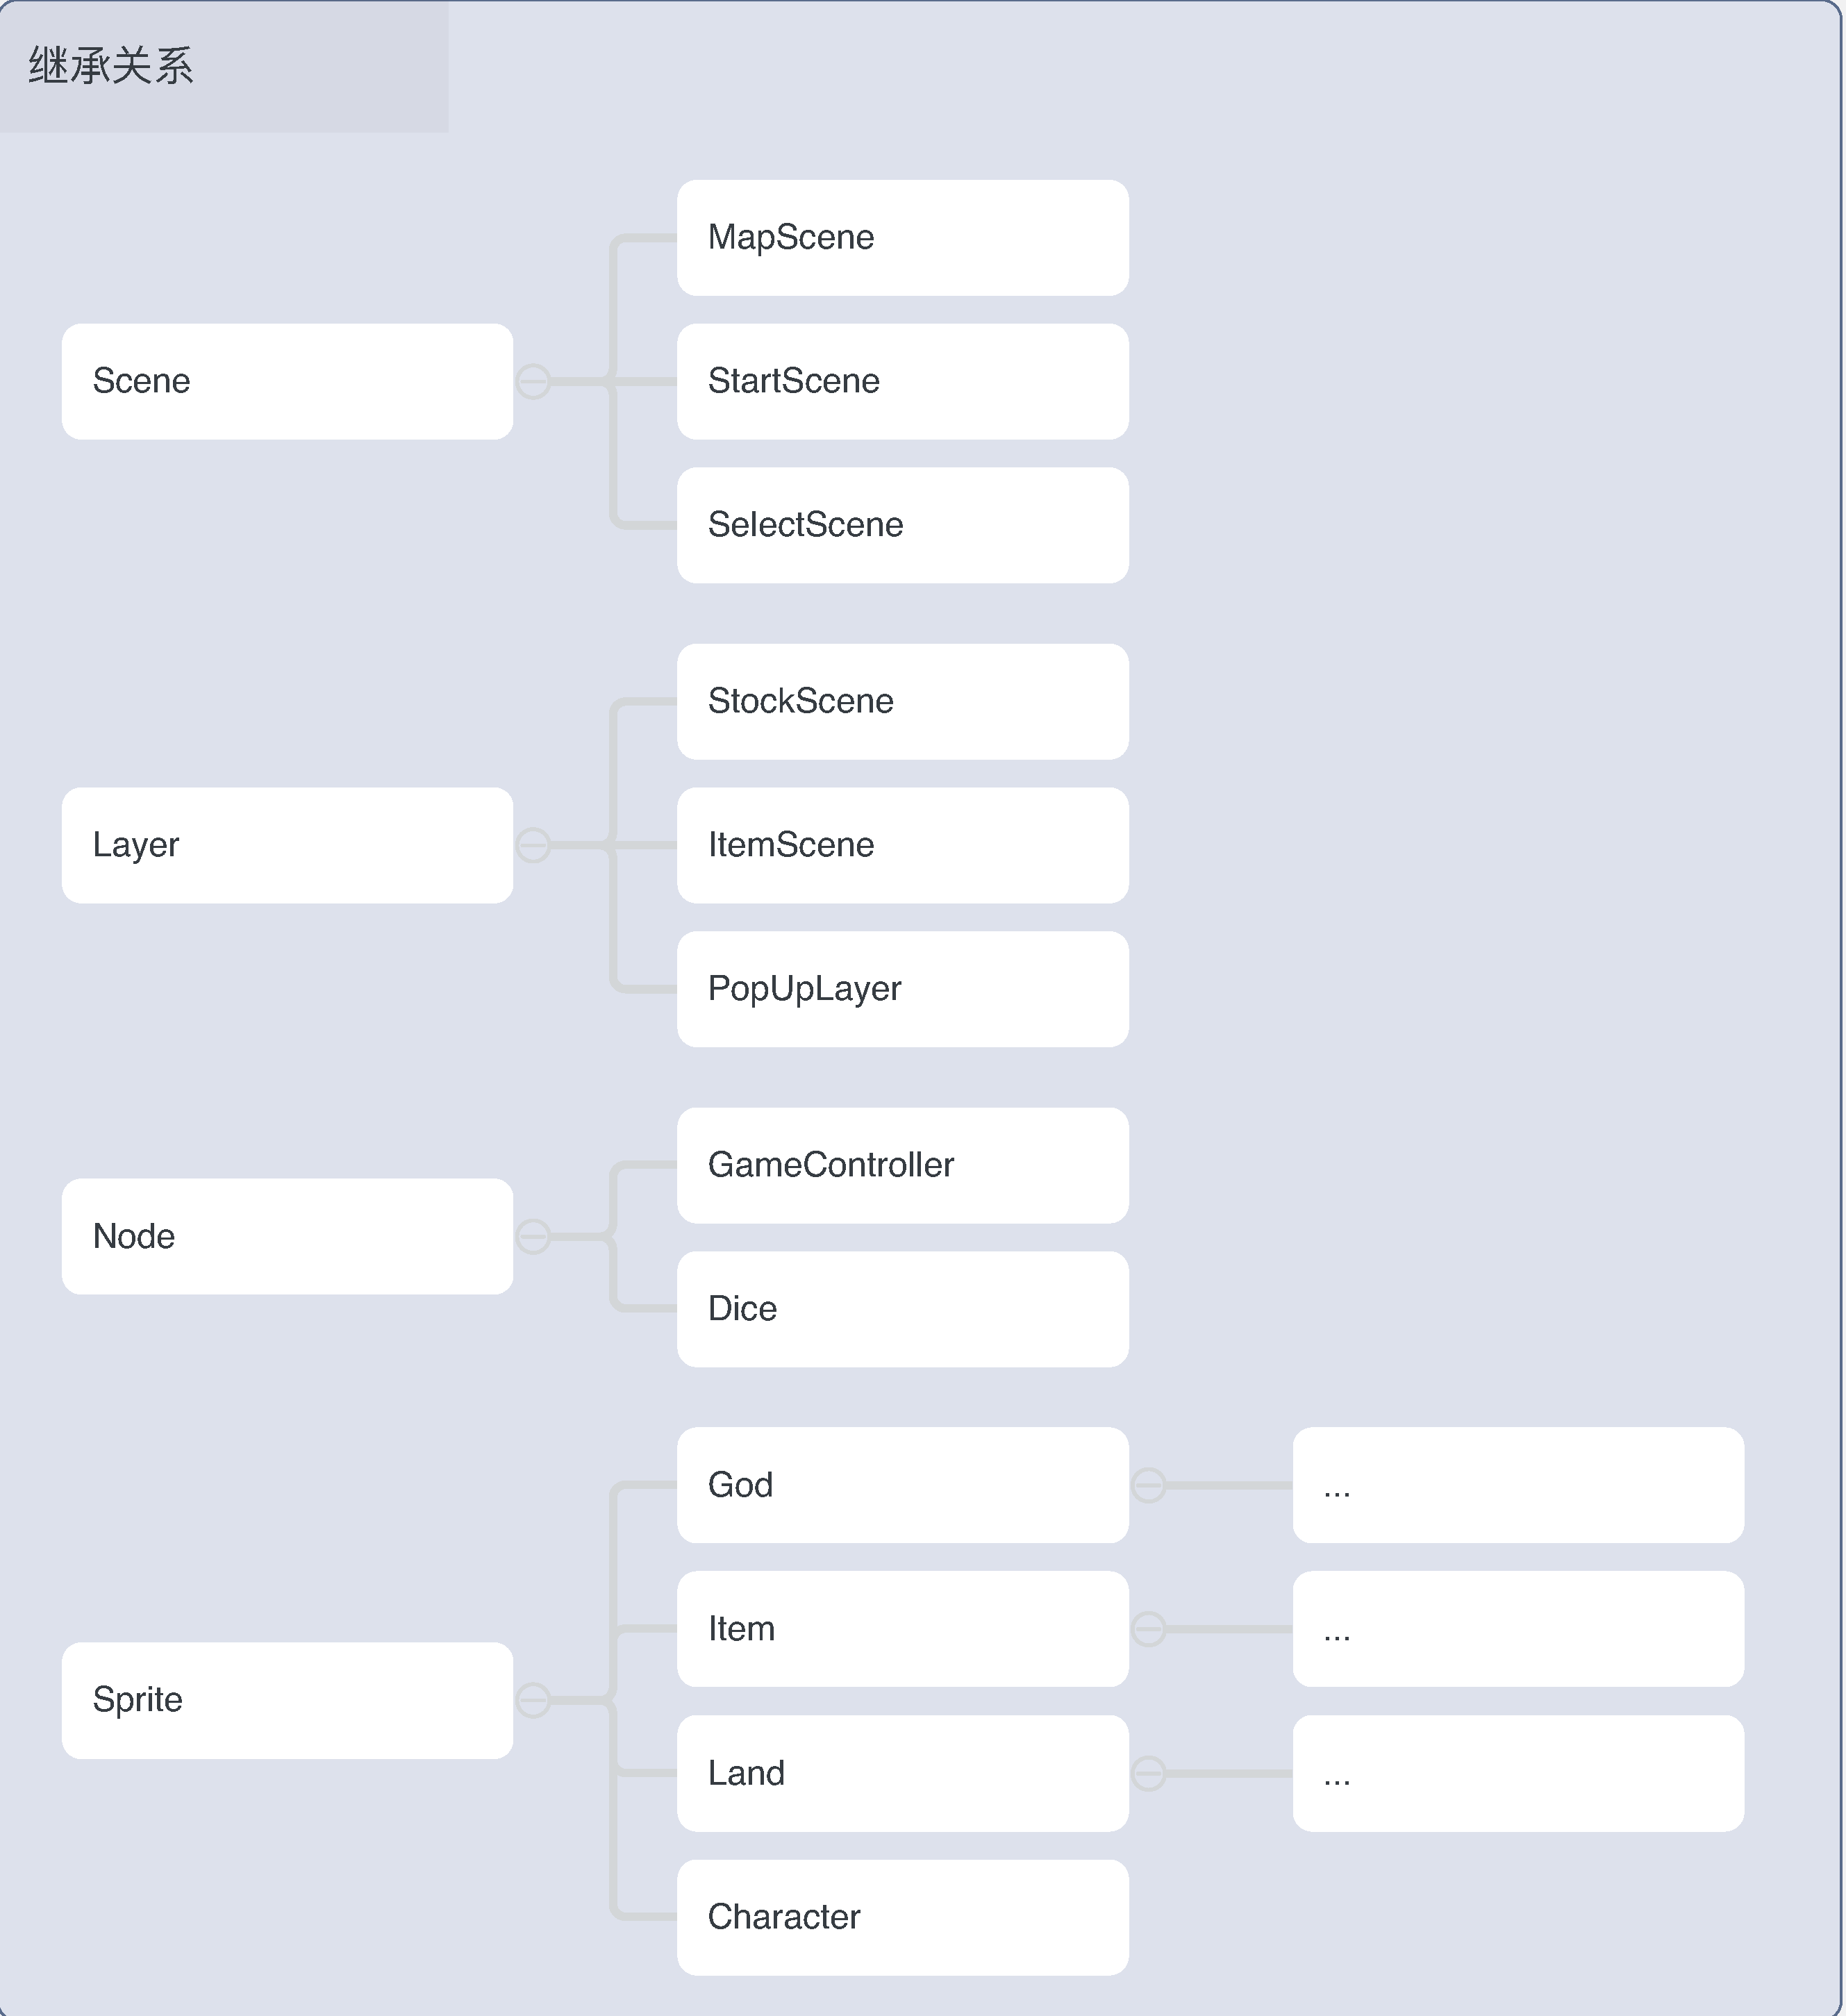 继承关系
MapScene
Scene
StartScene
SelectScene
StockScene
Layer
ItemScene
PopUpLayer
GameController
Node
Dice
God
...
Item
...
Sprite
Land
...
Character